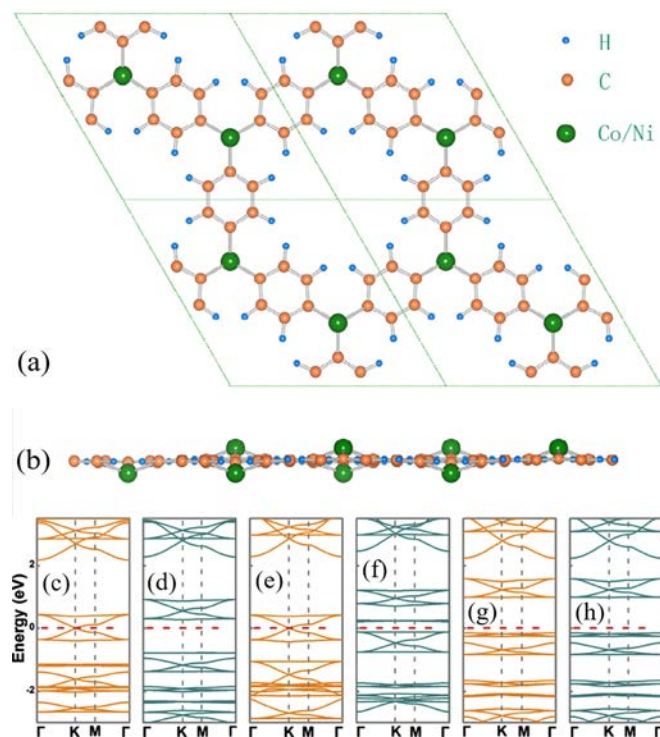 H
C
Co/Ni
(a)
(b)
Energy (eV)
2
0
-2
(c)
(d)
(e)
(f)
(g)
(h)
Γ K M Γ Γ K M Γ Γ K M Γ Γ K M Γ Γ K M Γ Γ K M Γ